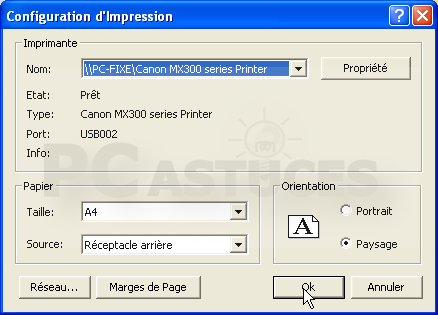 Configuration d'Impression
Imprimante
Nom: \\PC-FIXE\Canon MX300 series Printer Propriété
Etat: Prêt
Type: Canon MX300 series Printer
Port: USB002
Info:
PC ASTUCES
Papier
Taille: A4
Source: Réceptacle arrière
Orientation
A
Portrait
Paysage
Réseau... Marges de Page Ok Annuler